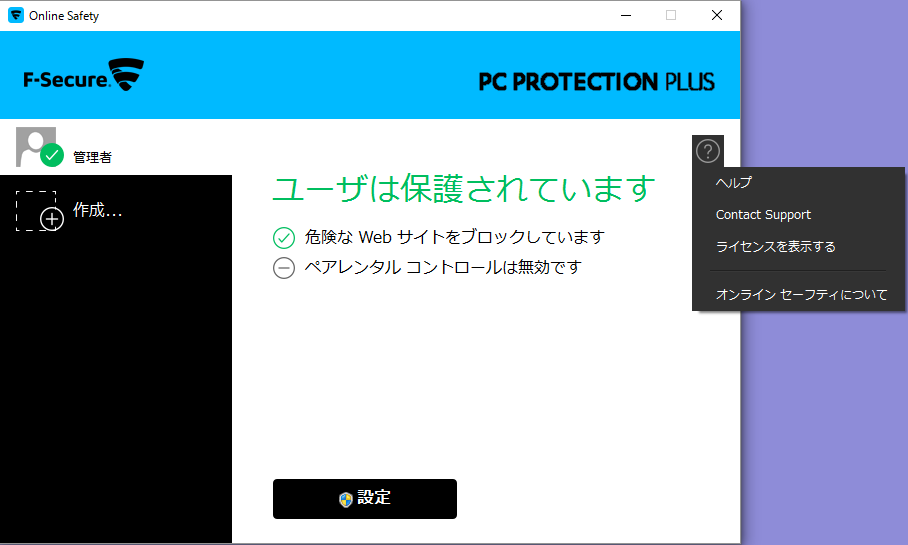 Online Safety
F-Secure.
PC PROTECTION PLUS
管理者
作成...
ユーザは保護されています
危険な Web サイトをブロックしています
ペアレンタル コントロールは無効です
設定
?
ヘルプ
Contact Support
ライセンスを表示する
オンライン セーフティについて